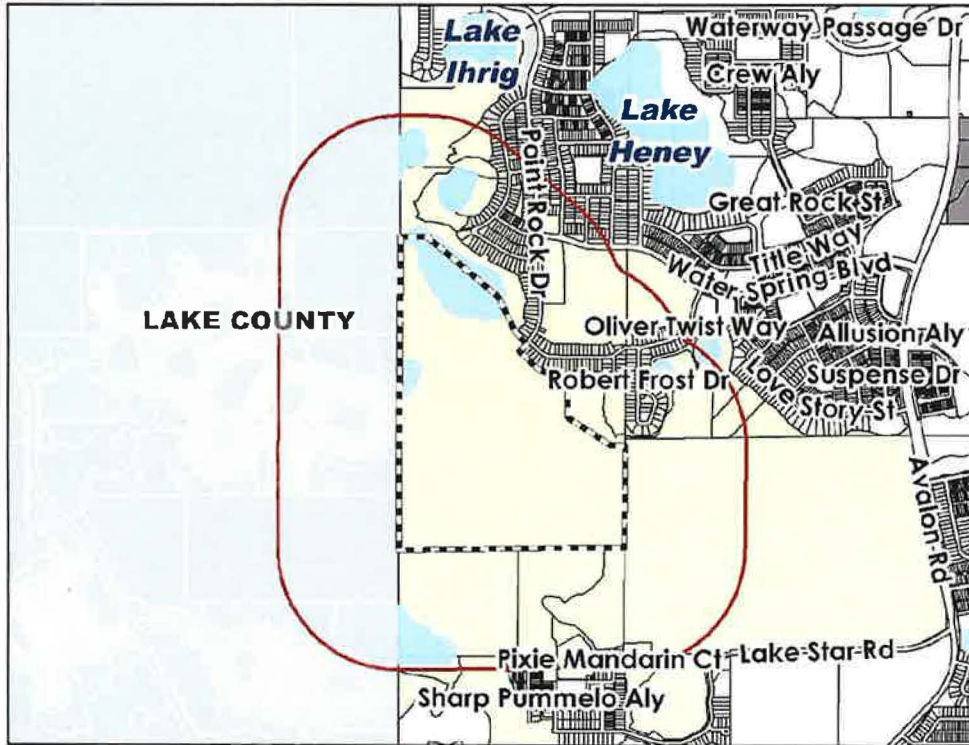 Lake
Ihrig
Waterway Passage Dr
Crew Aly
Lake
Heney
Point Rock Dr
Great Rock St
Title Way
Water Spring Blvd
LAKE COUNTY
Oliver Twist Way
Allusion Aly
Robert Frost Dr
Suspense Dr
Love Story St
Avalon Rd
Pixie Mandarin Ct
Lake Star Rd
Sharp Pummelo Aly